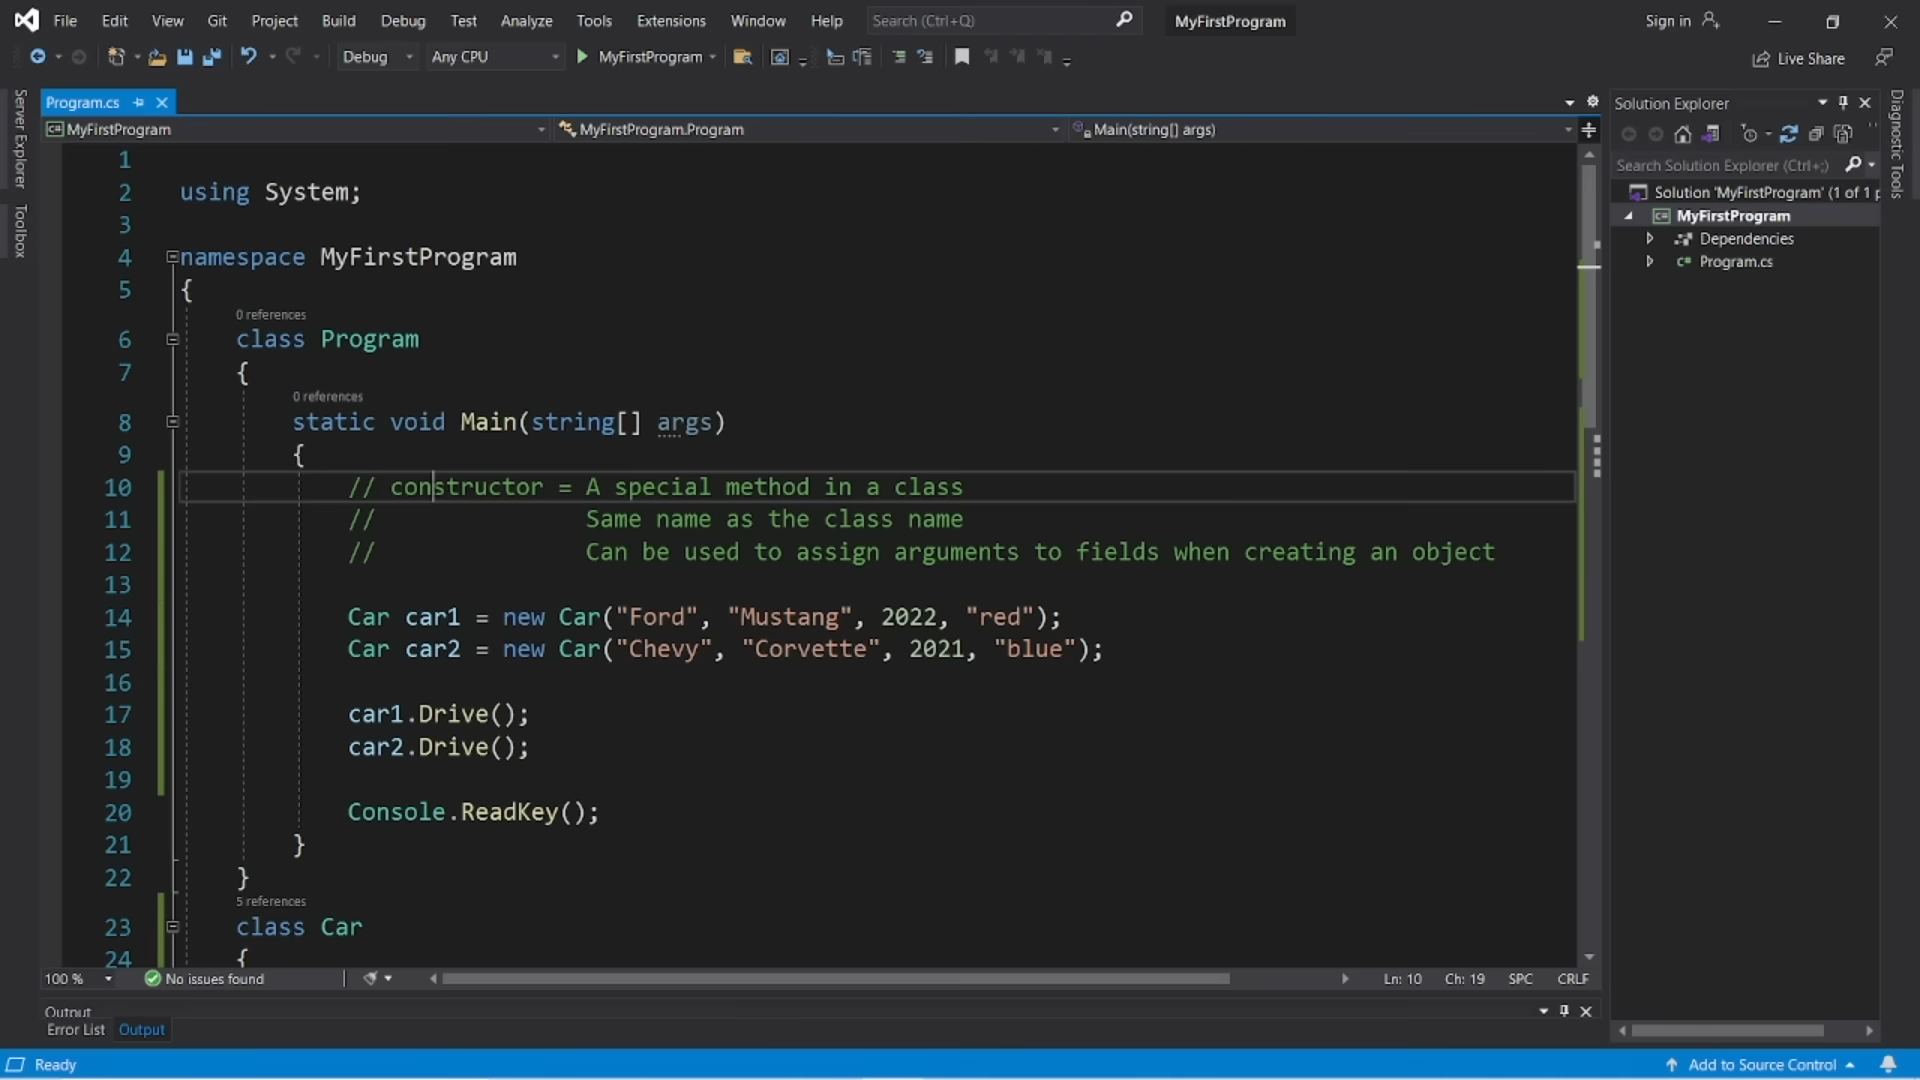 File Edit View Git Project Build Debug Test Analyze Tools Extensions Window Help Search (Ctrl+Q) MyFirstProgram Sign in
Debug Any CPU MyFirstProgram Live Share
Server Explorer
Toolbox
Program.cs
MyFirstProgram MyFirstProgram.Program Main(string[] args)
1
2 using System;
3
4 namespace MyFirstProgram
5 {
0 references
6 class Program
7 {
0 references
8 static void Main(string[] args)
9 {
10 // constructor = A special method in a class
11 // Same name as the class name
12 // Can be used to assign arguments to fields when creating an object
13
14 Car car1 = new Car("Ford", "Mustang", 2022, "red");
15 Car car2 = new Car("Chevy", "Corvette", 2021, "blue");
16
17 car1.Drive();
18 car2.Drive();
19
20 Console.ReadKey();
21 }
22 }
5 references
23 class Car
24 {
100 % No issues found Ln: 10 Ch: 19 SPC CRLF
Output
Error List Output
Ready Add to Source Control
Solution Explorer
Search Solution Explorer (Ctrl+;)
Solution 'MyFirstProgram' (1 of 1 p
MyFirstProgram
Dependencies
Program.cs
Diagnostic Tools